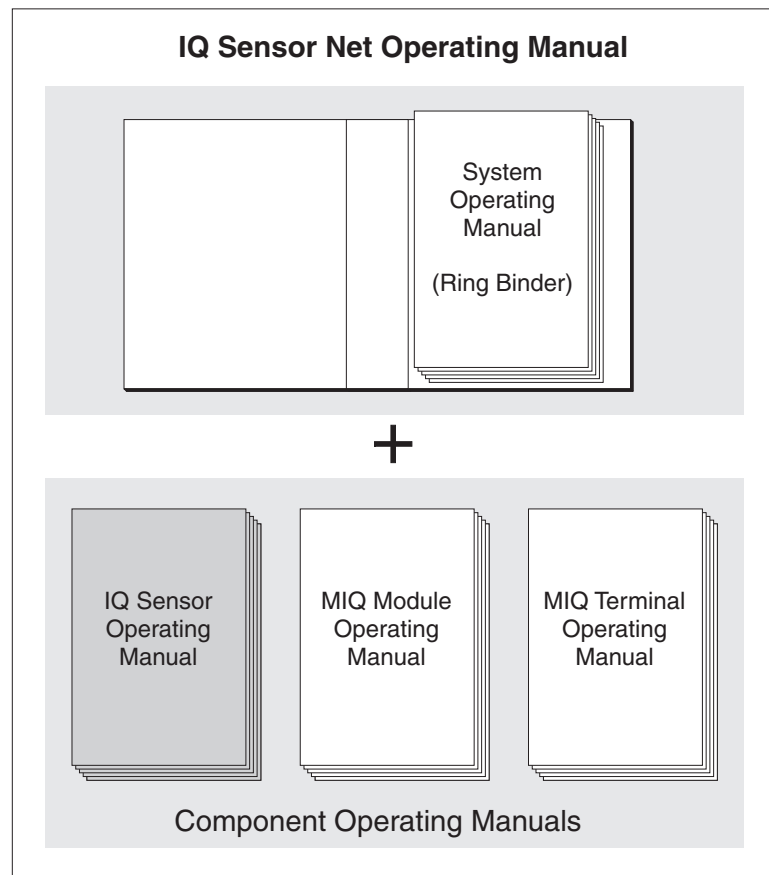 IQ Sensor Net Operating Manual
System
Operating
Manual
(Ring Binder)
+
IQ Sensor
Operating
Manual
MIQ Module
Operating
Manual
MIQ Terminal
Operating
Manual
Component Operating Manuals